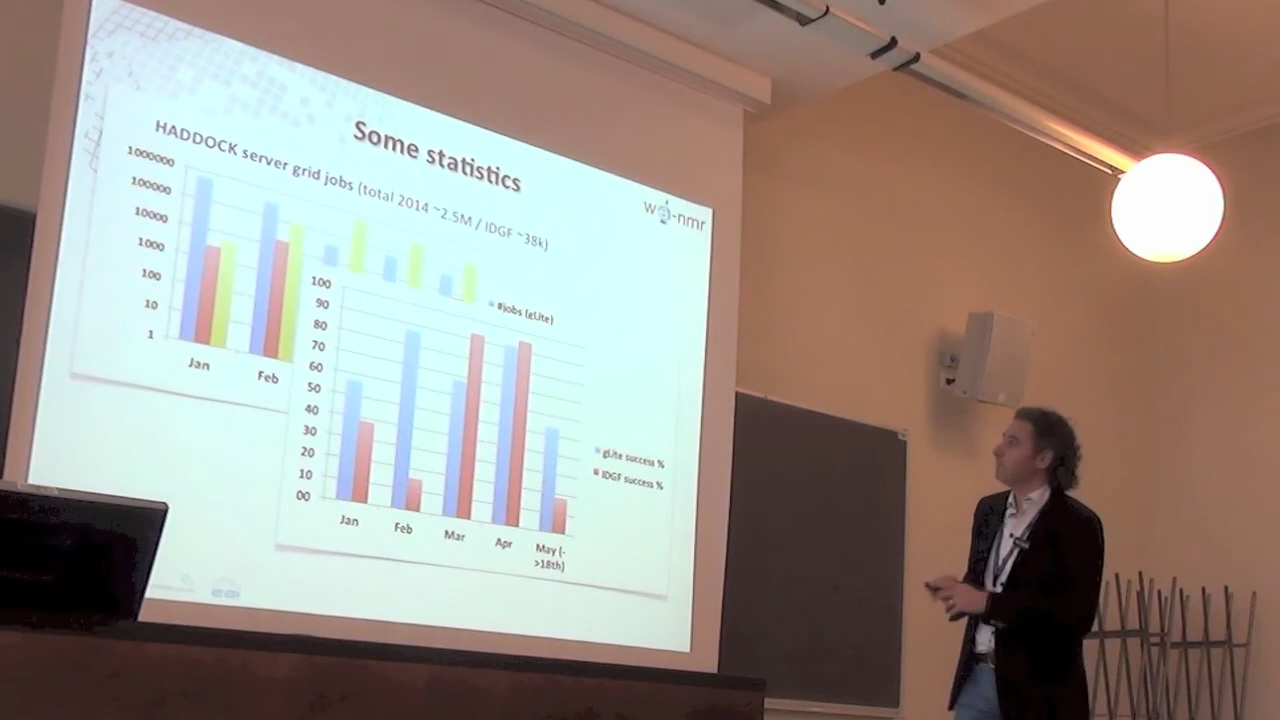 Some statistics
HADDOCK server grid jobs (total 2014 ~2.5M / IDGF ~38k)
we-nmr
1000000
100000
10000
1000
100
10
1
Jan
Feb
#jobs (gLite)
100
90
80
70
60
50
40
30
20
10
00
Jan
Feb
Mar
Apr
May (-
>18th)
gLite success %
IDGF success %